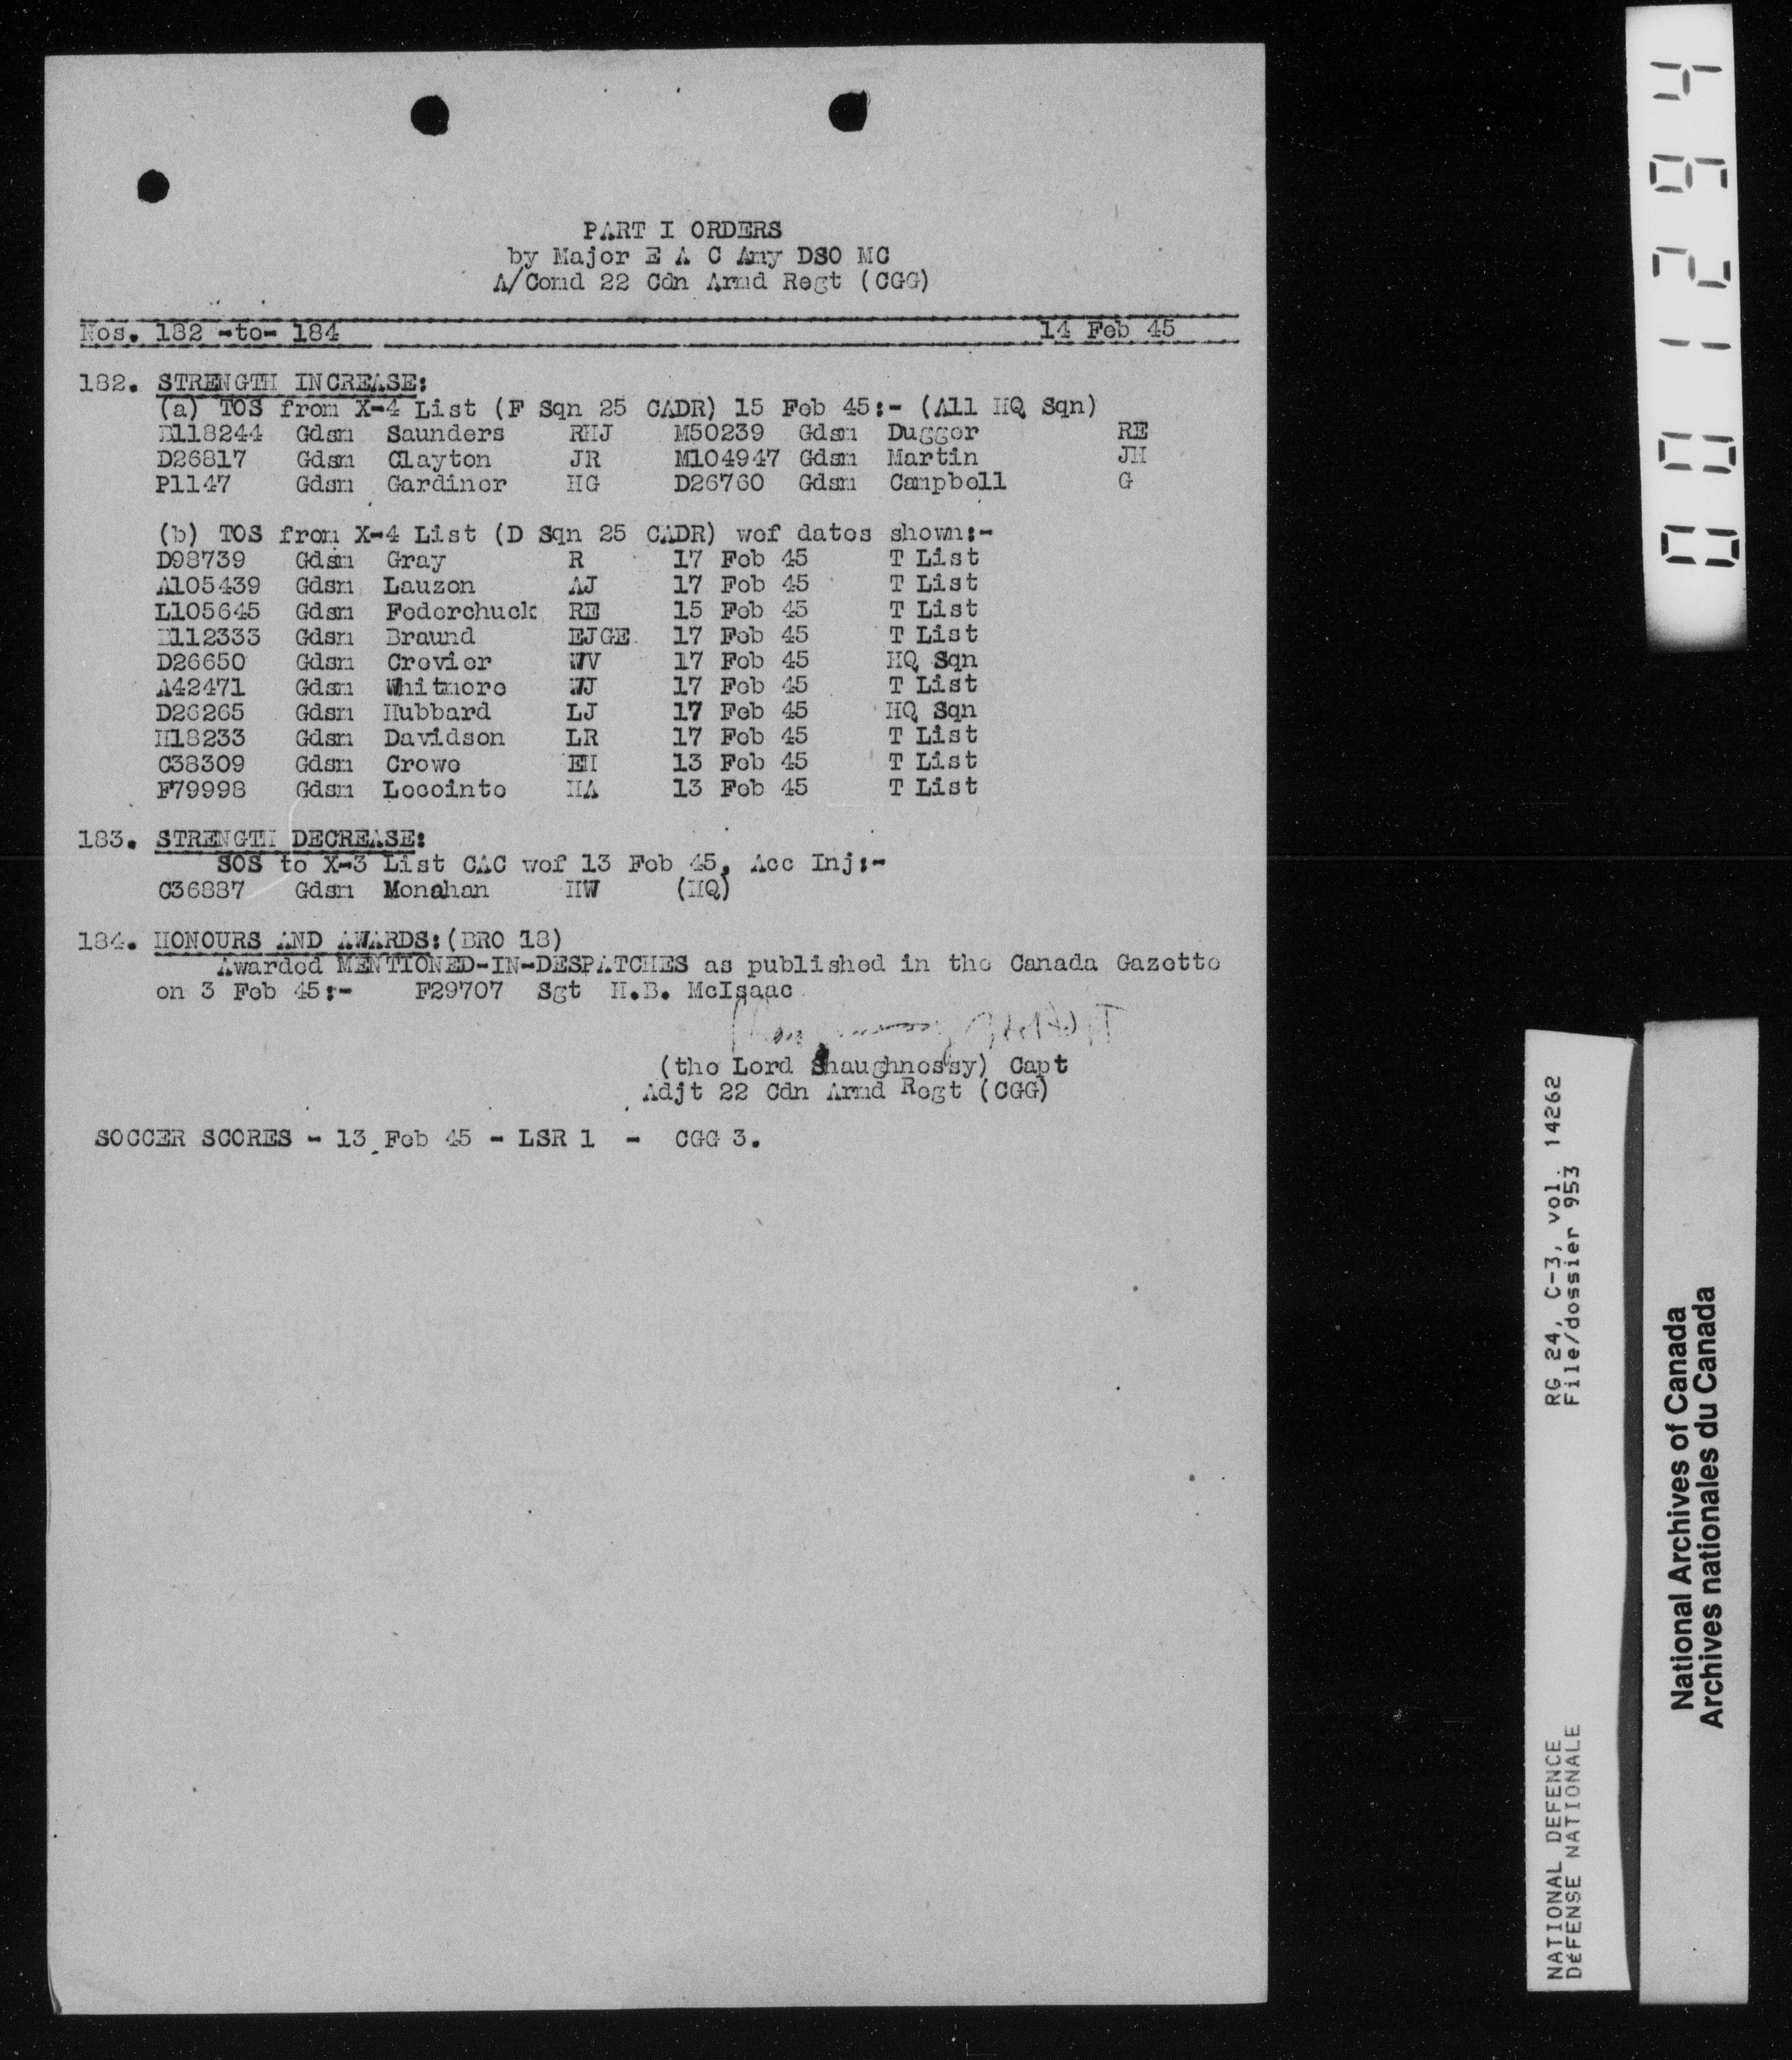 PART I ORDERS
by Major E A C Amy DSO MC
A/Comd 22 Cdn Armd Regt (CGG)
Nos. 182 -to- 184 14 Feb 45
182. STRENGTH INCREASE:
(a) TOS from X-4 List (F Sqn 25 CADR) 15 Feb 45:- (All HQ Sqn)
B118244 Gdsm Saunders RHJ M50239 Gdsm Dugger RE
D26817 Gdsm Clayton JR M104947 Gdsm Martin JH
P1147 Gdsm Gardiner HG D26760 Gdsm Campbell G
(b) TOS from X-4 List (D Sqn 25 CADR) wef dates shown:-
D98739 Gdsm Gray R 17 Feb 45 T List
A105439 Gdsm Lauzon AJ 17 Feb 45 T List
L105645 Gdsm Federchuck RE 15 Feb 45 T List
B112333 Gdsm Braund EJGE 17 Feb 45 T List
D26650 Gdsm Crevier WV 17 Feb 45 HQ Sqn
A42471 Gdsm Whitmore WJ 17 Feb 45 T List
D26265 Gdsm Hubbard LJ 17 Feb 45 HQ Sqn
H18233 Gdsm Davidson LR 17 Feb 45 T List
C38309 Gdsm Crowe EH 13 Feb 45 T List
F79998 Gdsm Lecointe HA 13 Feb 45 T List
183. STRENGTH DECREASE:
SOS to X-3 List CAC wef 13 Feb 45, Acc Inj:-
C36887 Gdsm Monahan HW (HQ)
184. HONOURS AND AWARDS:(BRO 18)
Awarded MENTIONED-IN-DESPATCHES as published in the Canada Gazette
on 3 Feb 45:- F29707 Sgt H.B. McIsaac
(the Lord Shaughnessy) Capt
Adjt 22 Cdn Armd Regt (CGG)
SOCCER SCORES - 13 Feb 45 - LSR 1 - CGG 3.
001294
RG 24, C-3, vol. 14262
File/dossier 953
NATIONAL DEFENCE
DÉFENSE NATIONALE
National Archives of Canada
Archives nationales du Canada